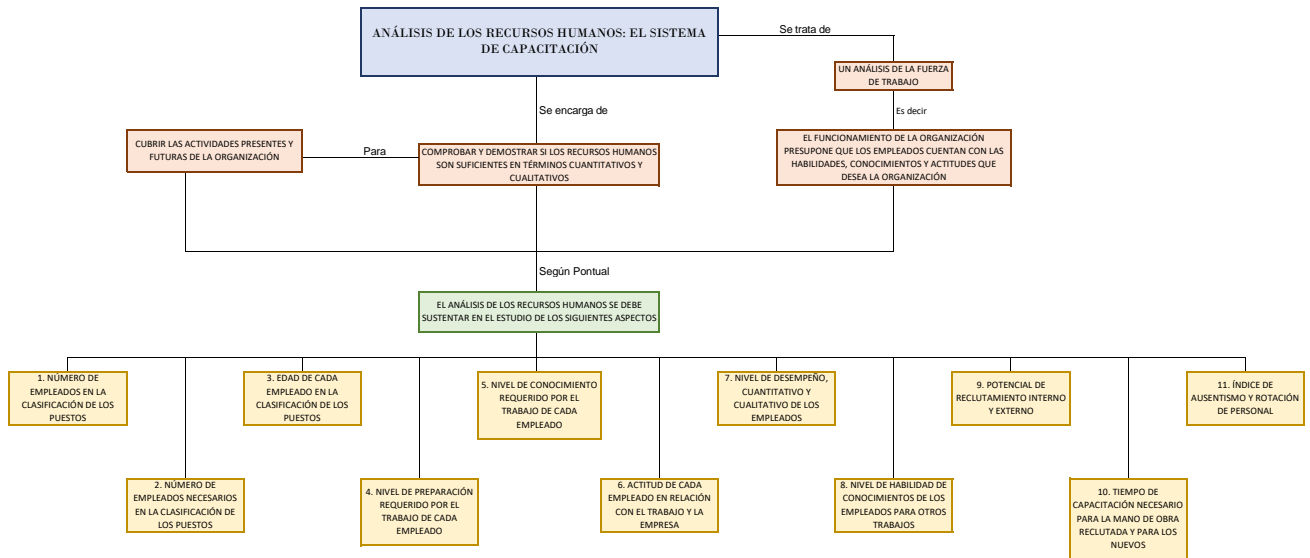 ANÁLISIS DE LOS RECURSOS HUMANOS: EL SISTEMA
DE CAPACITACIÓN
Se trata de
UN ANÁLISIS DE LA FUERZA
DE TRABAJO
Se encarga de
Es decir
CUBRIR LAS ACTIVIDADES PRESENTES Y
FUTURAS DE LA ORGANIZACIÓN
Para
COMPROBAR Y DEMOSTRAR SI LOS RECURSOS HUMANOS
SON SUFICIENTES EN TÉRMINOS CUANTITATIVOS Y
CUALITATIVOS
EL FUNCIONAMIENTO DE LA ORGANIZACIÓN
PRESUPONE QUE LOS EMPLEADOS CUENTAN CON LAS
HABILIDADES, CONOCIMIENTOS Y ACTITUDES QUE
DESEA LA ORGANIZACIÓN
Según Pontual
EL ANÁLISIS DE LOS RECURSOS HUMANOS SE DEBE
SUSTENTAR EN EL ESTUDIO DE LOS SIGUIENTES ASPECTOS
1. NÚMERO DE
EMPLEADOS EN LA
CLASIFICACIÓN DE LOS
PUESTOS
2. NÚMERO DE
EMPLEADOS NECESARIOS
EN LA CLASIFICACIÓN DE
LOS PUESTOS
3. EDAD DE CADA
EMPLEADO EN LA
CLASIFICACIÓN DE LOS
PUESTOS
4. NIVEL DE PREPARACIÓN
REQUERIDO POR EL
TRABAJO DE CADA
EMPLEADO
5. NIVEL DE CONOCIMIENTO
REQUERIDO POR EL
TRABAJO DE CADA
EMPLEADO
6. ACTITUD DE CADA
EMPLEADO EN RELACIÓN
CON EL TRABAJO Y LA
EMPRESA
7. NIVEL DE DESEMPEÑO,
CUANTITATIVO Y
CUALITATIVO DE LOS
EMPLEADOS
8. NIVEL DE HABILIDAD DE
CONOCIMIENTOS DE LOS
EMPLEADOS PARA OTROS
TRABAJOS
9. POTENCIAL DE
RECLUTAMIENTO INTERNO
Y EXTERNO
10. TIEMPO DE
CAPACITACIÓN NECESARIO
PARA LA MANO DE OBRA
RECLUTADA Y PARA LOS
NUEVOS
11. ÍNDICE DE
AUSENTISMO Y ROTACIÓN
DE PERSONAL